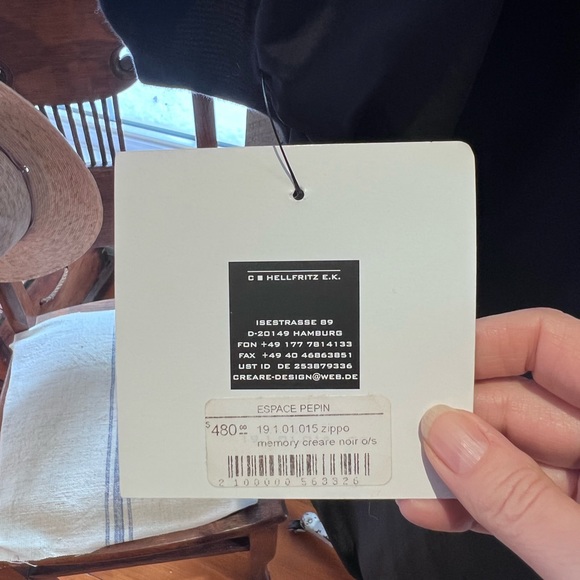 C B HELLFRITZ E.K.
ISESTRASSE 89
D-20149 HAMBURG
FON +49 177 7814133
FAX +49 40 46863851
UST ID DE 253879336
CREARE-DESIGN@WEB.DE
ESPACE PEPIN
$480.00 19 1 01 015 zippo
memory creare noir o/s
2 100000 563326